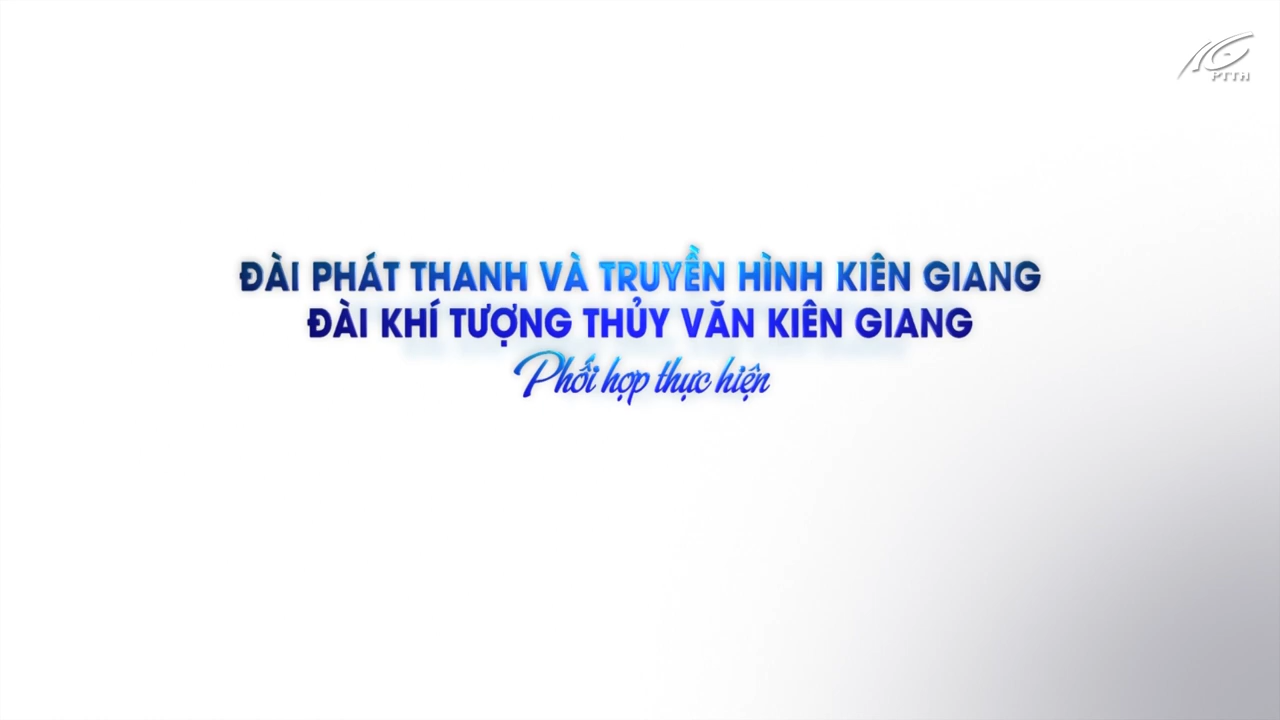 PTTH
ĐÀI PHÁT THANH VÀ TRUYỀN HÌNH KIÊN GIANG
ĐÀI KHÍ TƯỢNG THỦY VĂN KIÊN GIANG
Phối hợp thực hiện